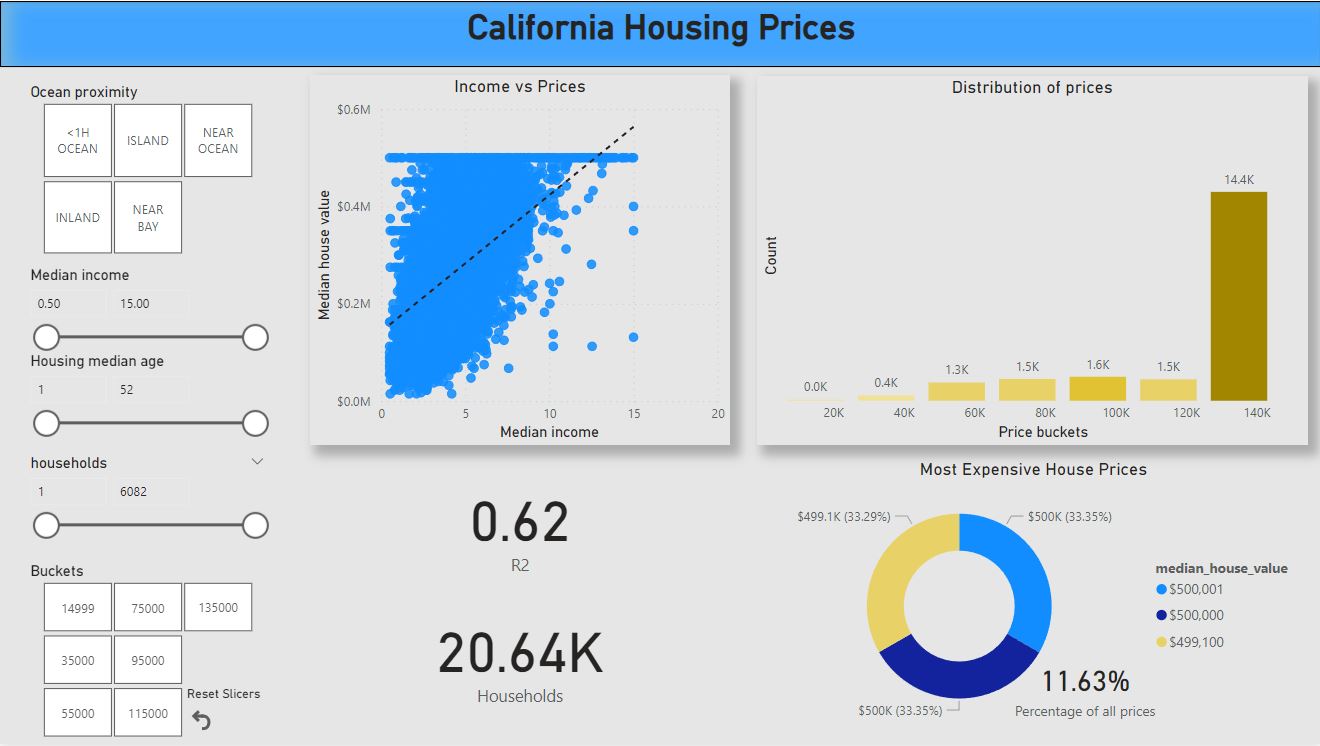 California Housing Prices
Ocean proximity
<1H
OCEAN
ISLAND
NEAR
OCEAN
INLAND
NEAR
BAY
Median income
0.50 15.00
Housing median age
1 52
households
1 6082
Buckets
14999 75000 135000
35000 95000
55000 115000
Reset Slicers
Income vs Prices
Median house value
$0.6M
$0.4M
$0.2M
$0.0M
0 5 10 15 20
Median income
Distribution of prices
Count
0.0K 0.4K 1.3K 1.5K 1.6K 1.5K 14.4K
20K 40K 60K 80K 100K 120K 140K
Price buckets
0.62
R2
20.64K
Households
Most Expensive House Prices
$499.1K (33.29%) $500K (33.35%)
$500K (33.35%)
median_house_value
$500,001
$500,000
$499,100
11.63%
Percentage of all prices